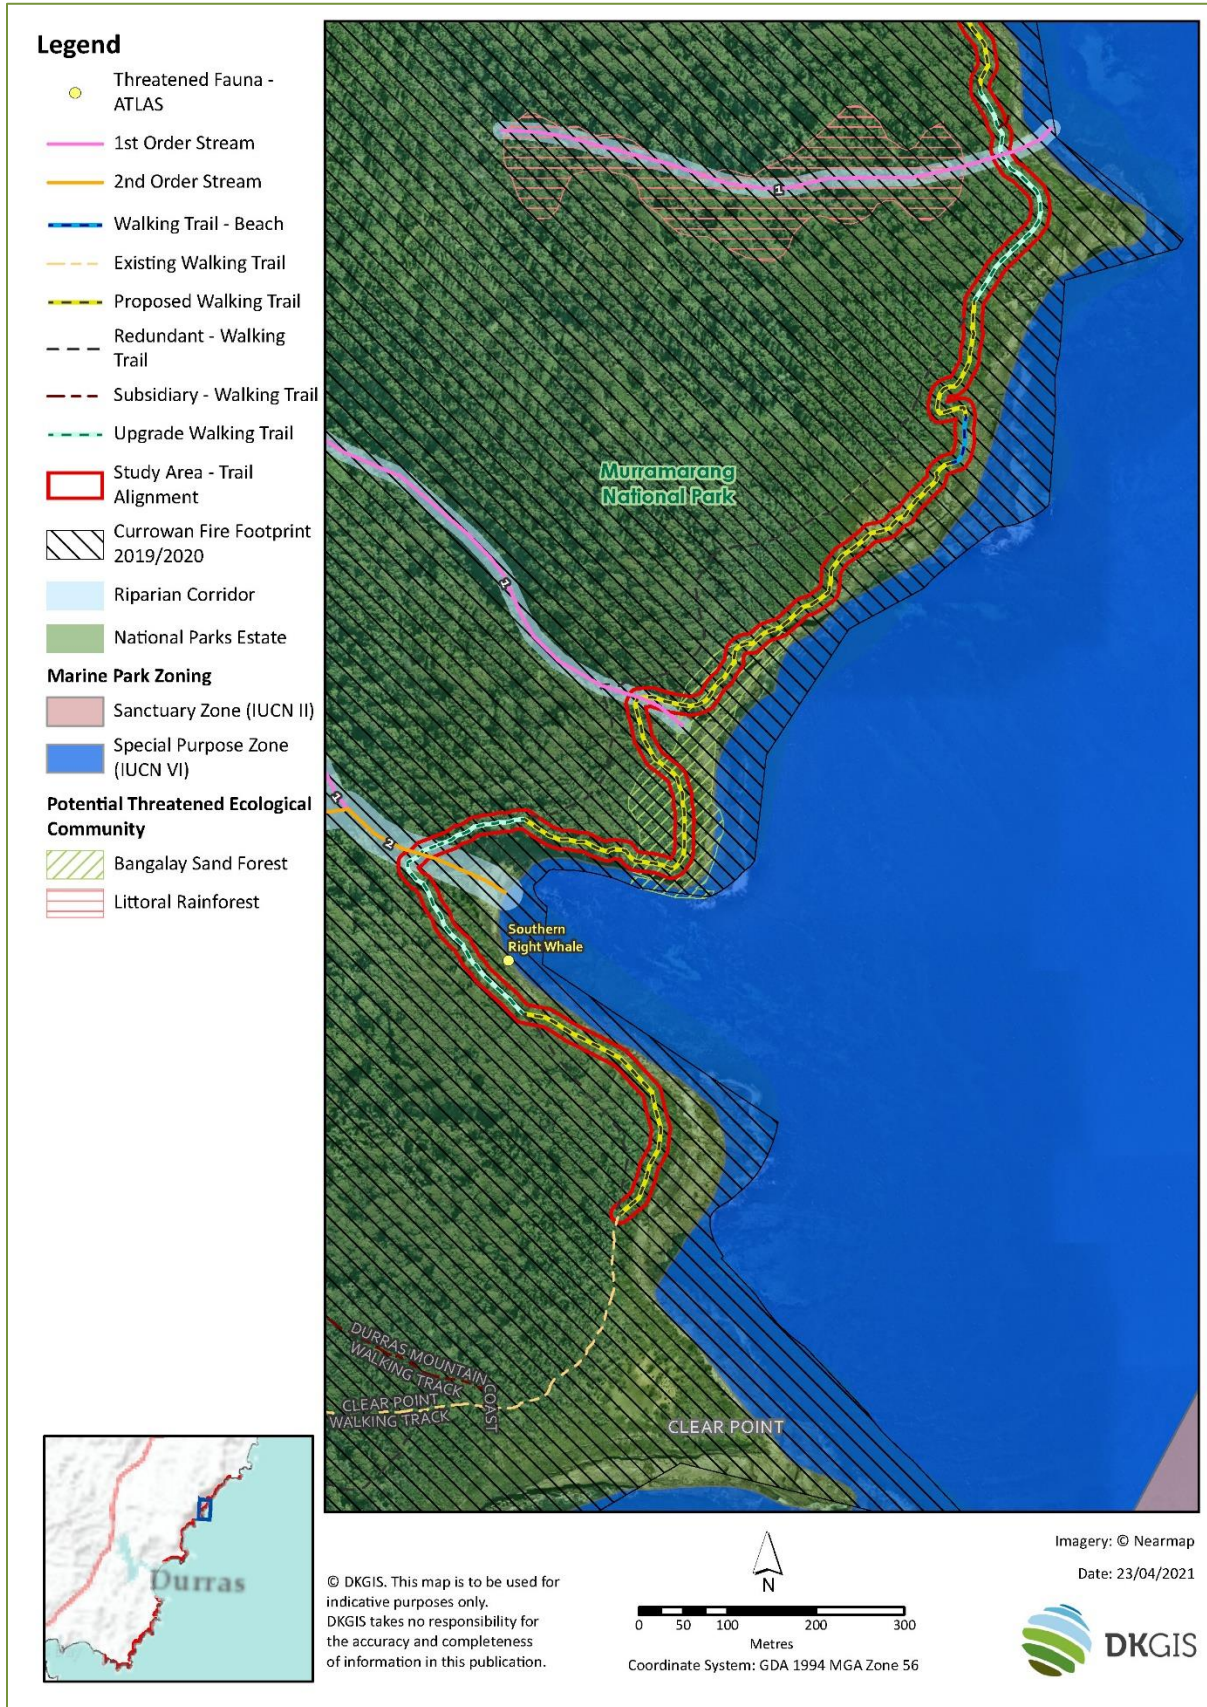 Legend
Threatened Fauna -
ATLAS
1st Order Stream
2nd Order Stream
Walking Trail - Beach
Existing Walking Trail
Proposed Walking Trail
Redundant - Walking
Trail
Subsidiary - Walking Trail
Upgrade Walking Trail
Study Area - Trail
Alignment
Currowan Fire Footprint
2019/2020
Riparian Corridor
National Parks Estate
Marine Park Zoning
Sanctuary Zone (IUCN II)
Special Purpose Zone
(IUCN VI)
Potential Threatened Ecological
Community
Bangalay Sand Forest
Littoral Rainforest
1
Murramarang
National Park
1
1
2
Southern
Right Whale
DURRAS MOUNTAIN
WALKING TRACK
COAST
CLEAR POINT
WALKING TRACK
CLEAR POINT
Durras
© DKGIS. This map is to be used for
indicative purposes only.
DKGIS takes no responsibility for
the accuracy and completeness
of information in this publication.
N
0 50 100 200 300
Metres
Coordinate System: GDA 1994 MGA Zone 56
Imagery: © Nearmap
Date: 23/04/2021
DKGIS